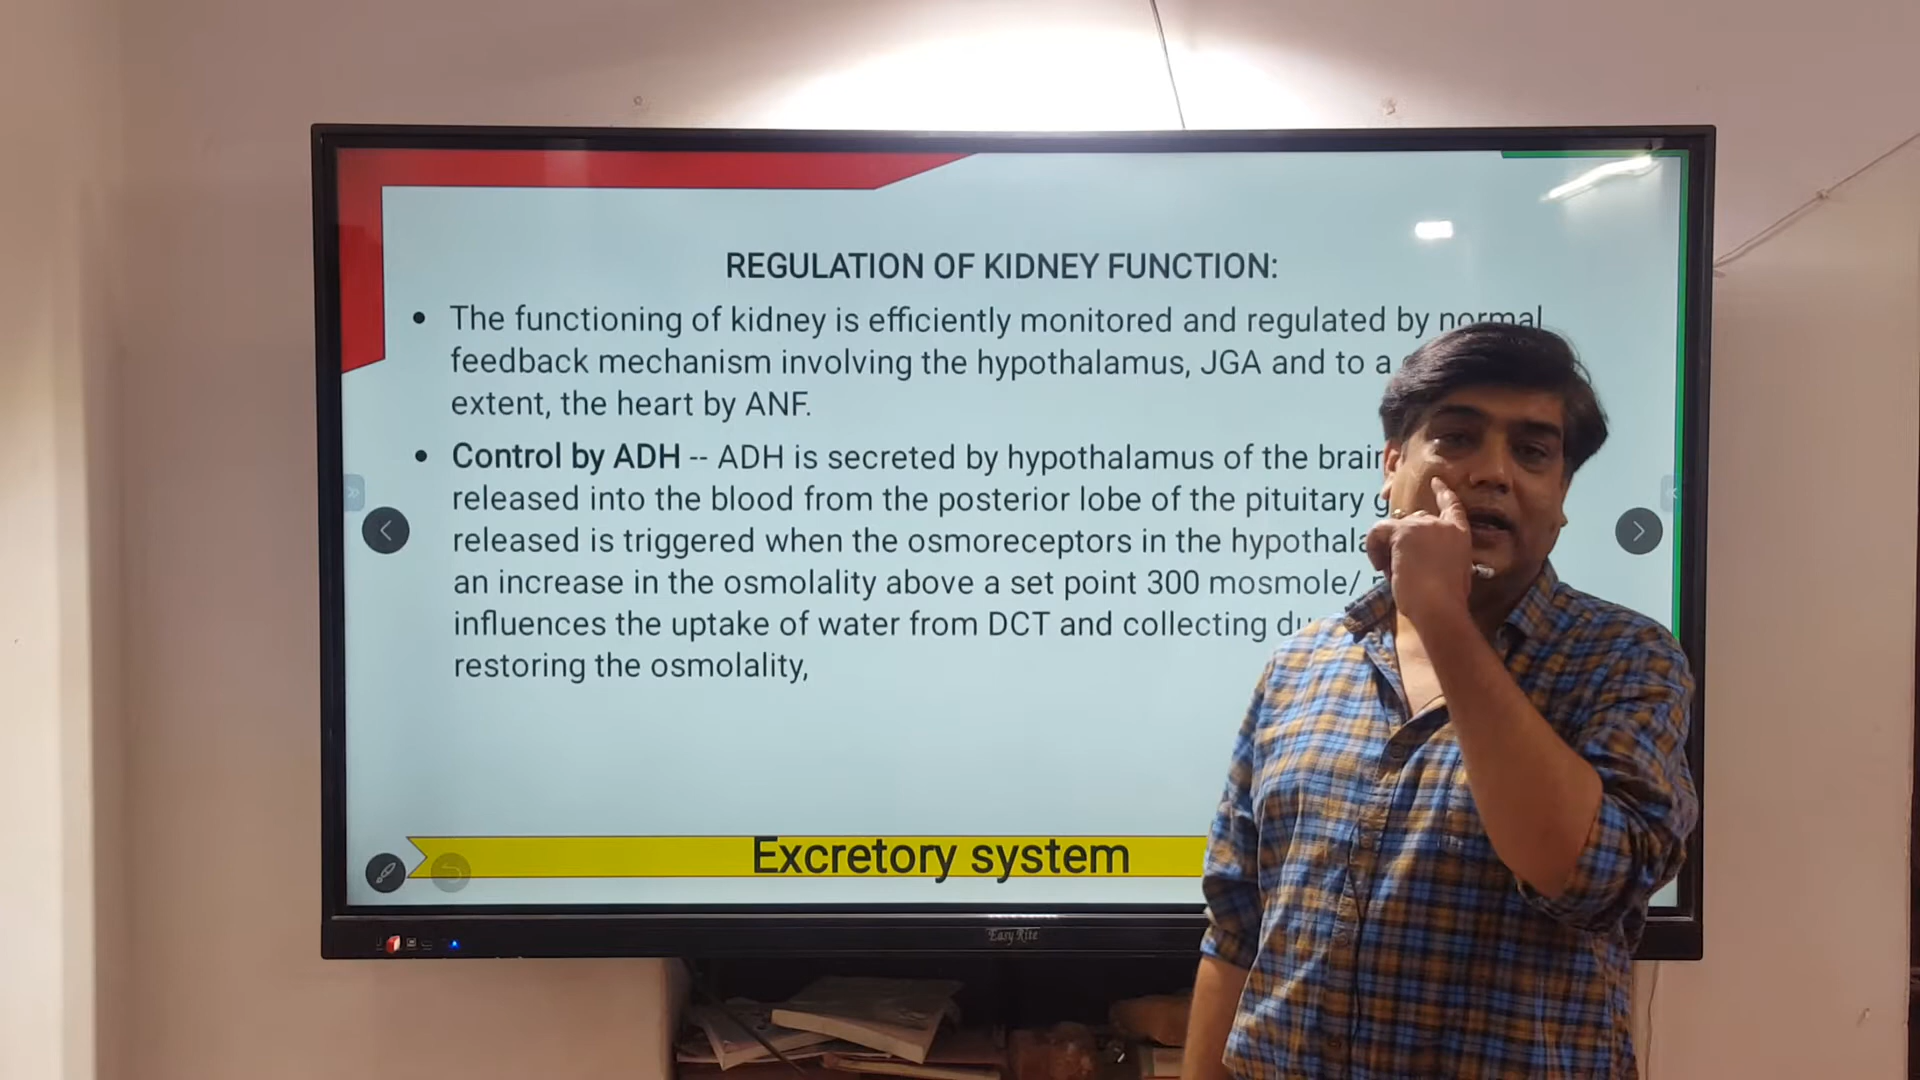 REGULATION OF KIDNEY FUNCTION:
• The functioning of kidney is efficiently monitored and regulated by normal
feedback mechanism involving the hypothalamus, JGA and to a
extent, the heart by ANF.
• Control by ADH -- ADH is secreted by hypothalamus of the brain
released into the blood from the posterior lobe of the pituitary
released is triggered when the osmoreceptors in the
an increase in the osmolality above a set point 300 mosmole/
influences the uptake of water from DCT and collecting
restoring the osmolality,
Excretory system
EasyRite